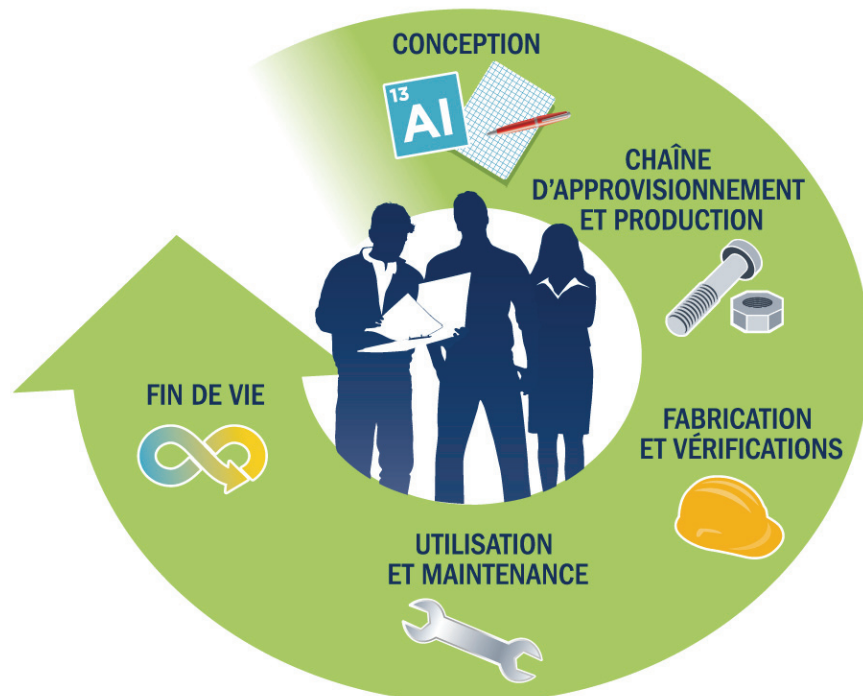 CONCEPTION
13
Al
CHAÎNE
D'APPROVISIONNEMENT
ET PRODUCTION
FABRICATION
ET VÉRIFICATIONS
UTILISATION
ET MAINTENANCE
FIN DE VIE